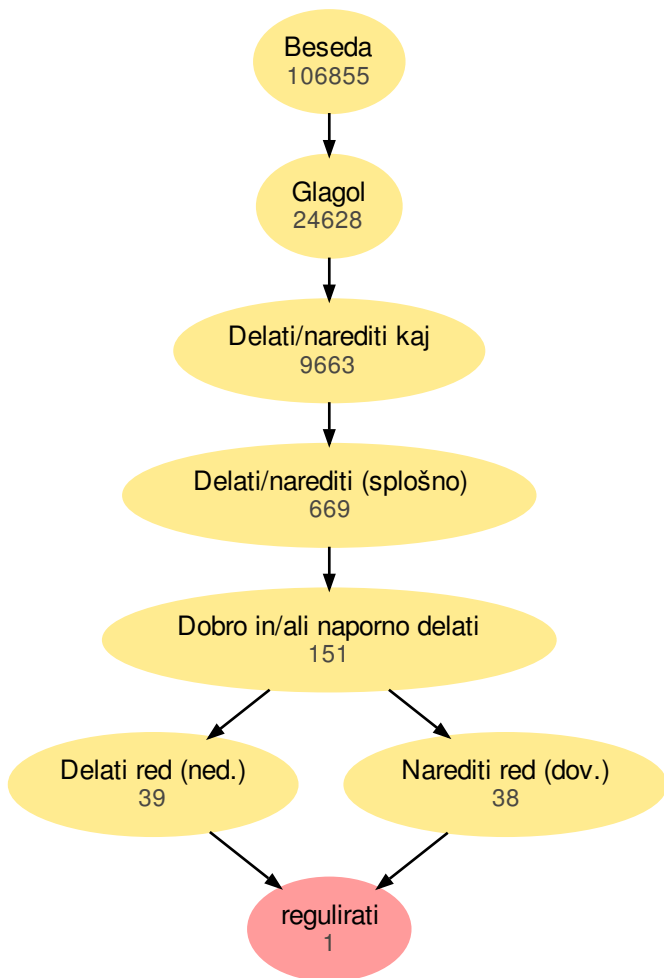 Beseda
106855
Glagol
24628
Delati/narediti kaj
9663
Delati/narediti (splošno)
669
Dobro in/ali naporno delati
151
Delati red (ned.)
39
Narediti red (dov.)
38
regulirati
1